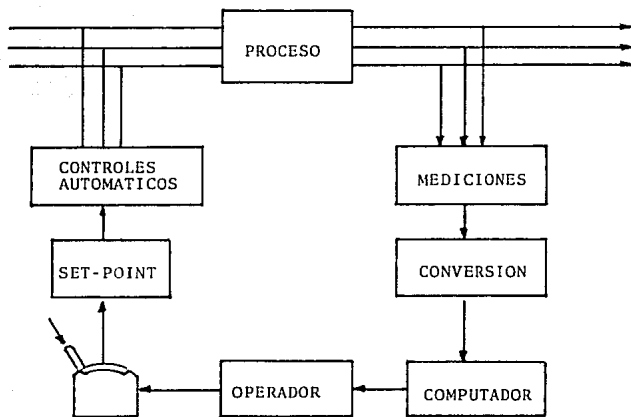 PROCESO
CONTROLES
AUTOMATICOS
MEDICIONES
SET-POINT
CONVERSION
OPERADOR
COMPUTADOR